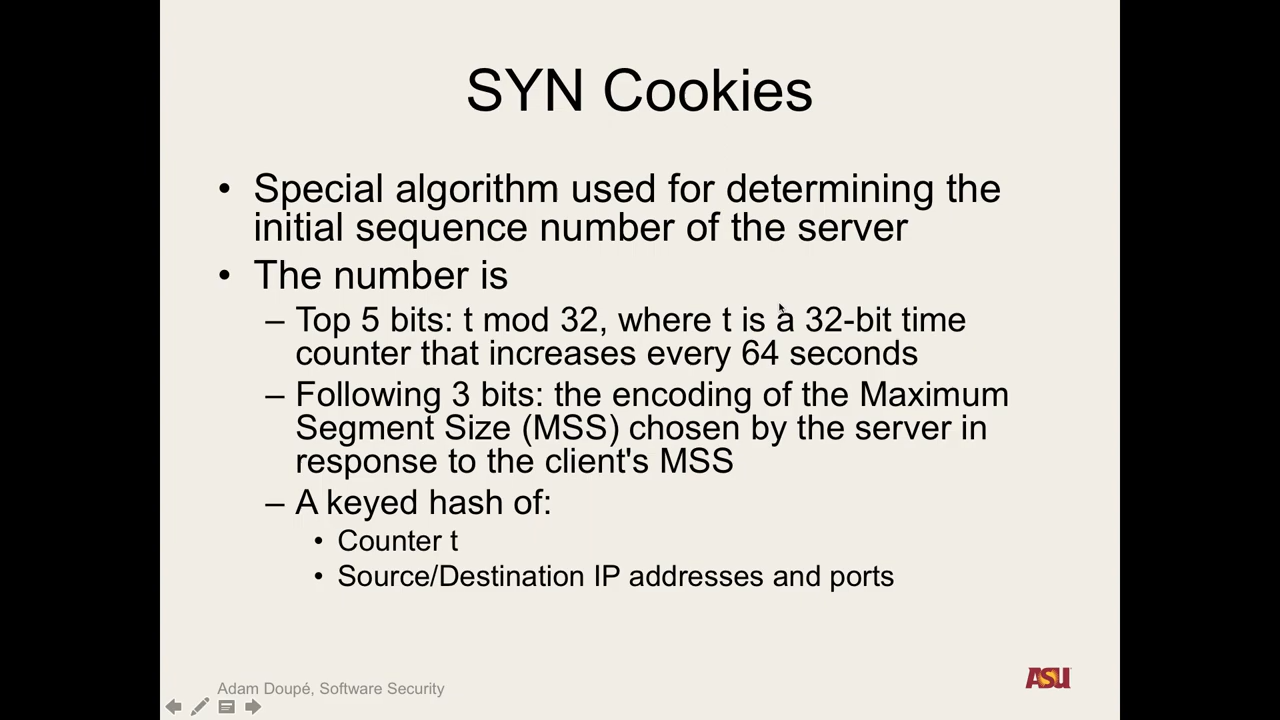 SYN Cookies
• Special algorithm used for determining the
initial sequence number of the server
• The number is
– Top 5 bits: t mod 32, where t is a 32-bit time
counter that increases every 64 seconds
– Following 3 bits: the encoding of the Maximum
Segment Size (MSS) chosen by the server in
response to the client's MSS
– A keyed hash of:
• Counter t
• Source/Destination IP addresses and ports
Adam Doupé, Software Security
ASU